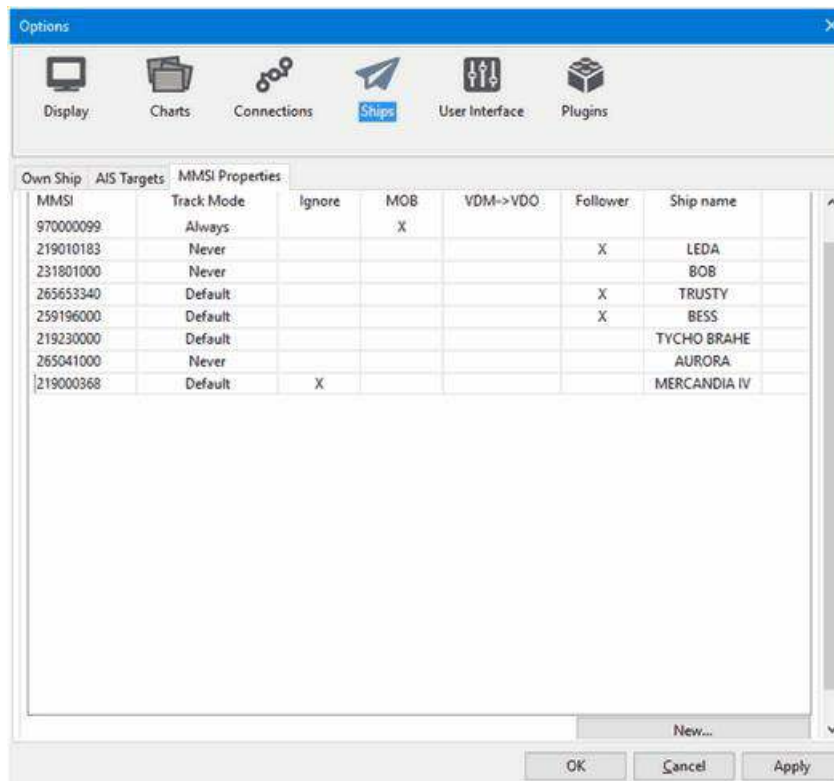 Options
Display Charts Connections Ships User Interface Plugins
Own Ship AIS Targets MMSI Properties
MMSI Track Mode Ignore MOB VDM->VDO Follower Ship name
970000099 Always X
219010183 Never X LEDA
231801000 Never BOB
265653340 Default X TRUSTY
259196000 Default X BESS
219230000 Default TYCHO BRAHE
265041000 Never AURORA
219000368 Default X MERCANDIA IV
New...
OK Cancel Apply